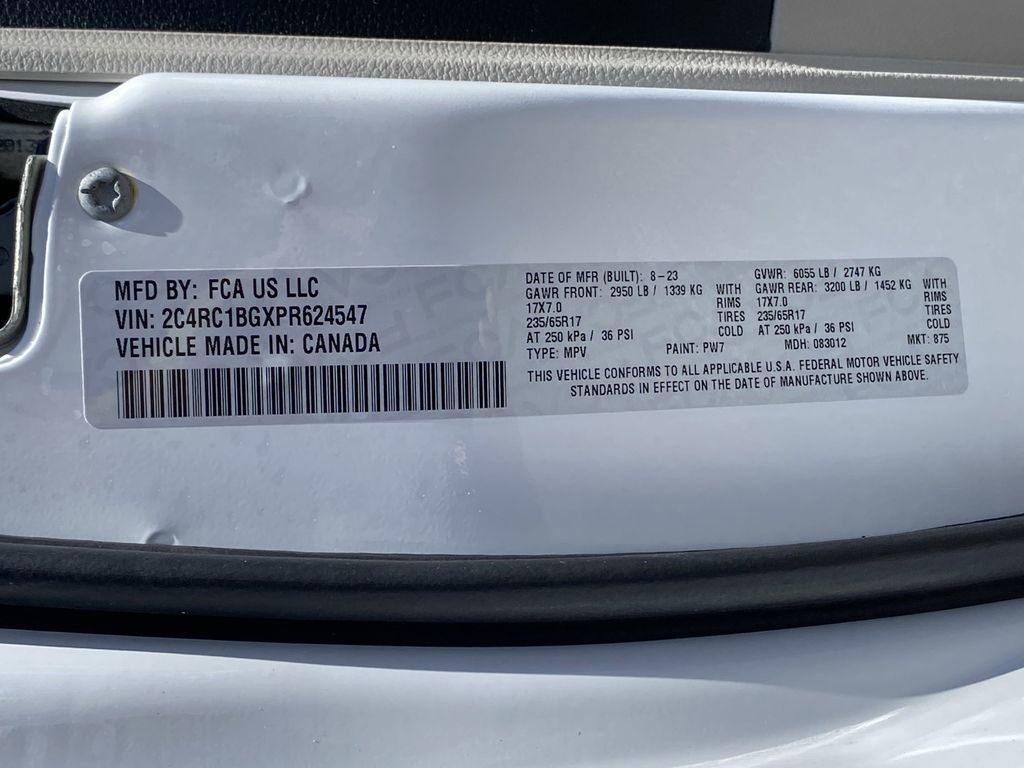 MFD BY: FCA US LLC
VIN: 2C4RC1BGXPR624547
VEHICLE MADE IN: CANADA
DATE OF MFR (BUILT): 8-23 GVWR: 6055 LB / 2747 KG
GAWR FRONT: 2950 LB / 1339 KG WITH GAWR REAR: 3200 LB / 1452 KG WITH
17X7.0 RIMS 17X7.0 RIMS
235/65R17 TIRES 235/65R17 TIRES
AT 250 kPa / 36 PSI COLD AT 250 kPa / 36 PSI COLD
TYPE: MPV PAINT: PW7 MDH: 083012 MKT: 875
THIS VEHICLE CONFORMS TO ALL APPLICABLE U.S.A. FEDERAL MOTOR VEHICLE SAFETY
STANDARDS IN EFFECT ON THE DATE OF MANUFACTURE SHOWN ABOVE.